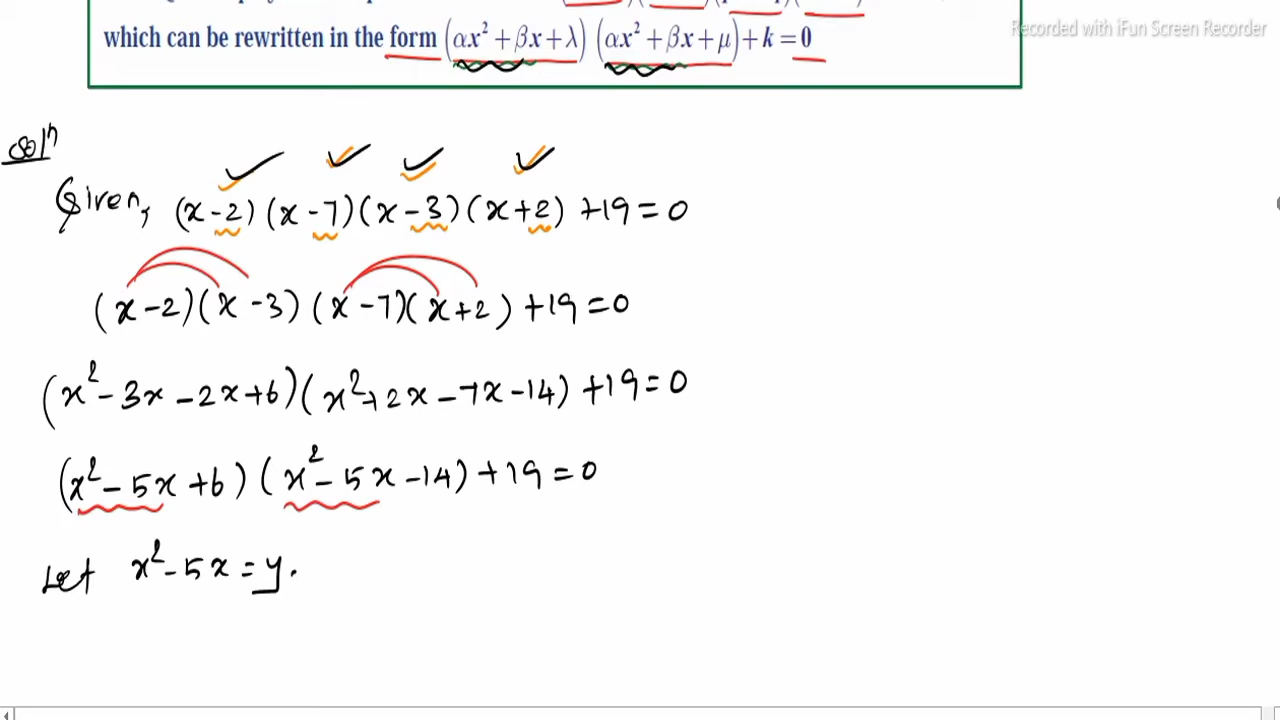 Recorded with iFun Screen Recorder
which can be rewritten in the form (αx² + βx + λ) (αx² + βx + μ) + k = 0
Soln
Given, (x-2) (x-7)(x-3)(x+2) +19=0
(x-2)(x-3) (x-7)(x+2) +19=0
(x²-3x-2x+6)(x²+2x-7x-14) +19=0
(x²-5x+6) (x²-5x-14) +19=0
Let x²-5x=y.